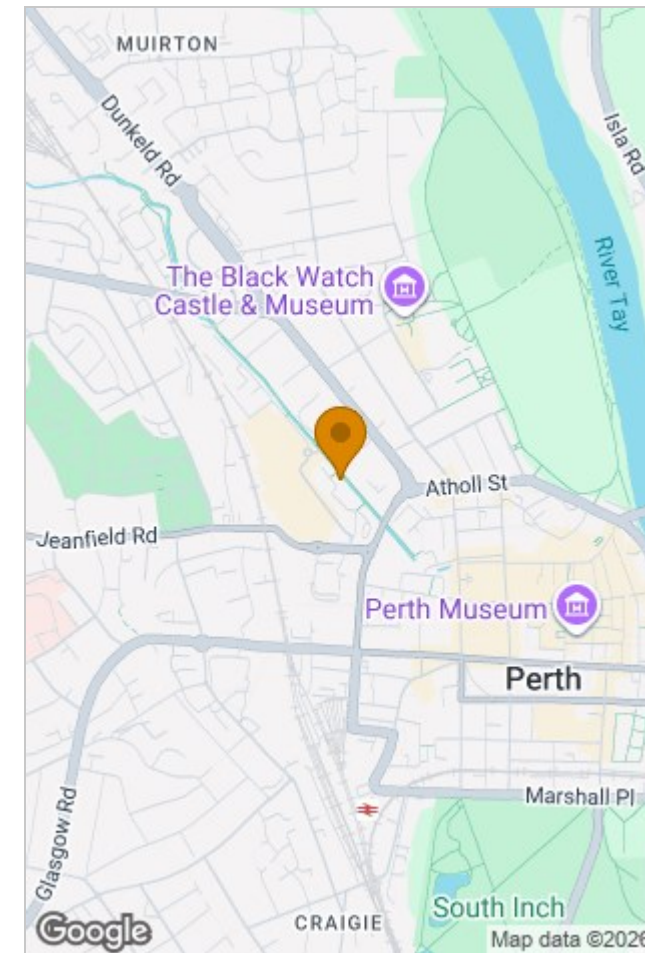 MUIRTON
Dunkeld Rd
Isla Rd
The Black Watch
Castle & Museum
River Tay
Atholl St
Jeanfield Rd
Perth Museum
Perth
Glasgow Rd
Marshall Pl
South Inch
CRAIGIE
Google
Map data ©2026